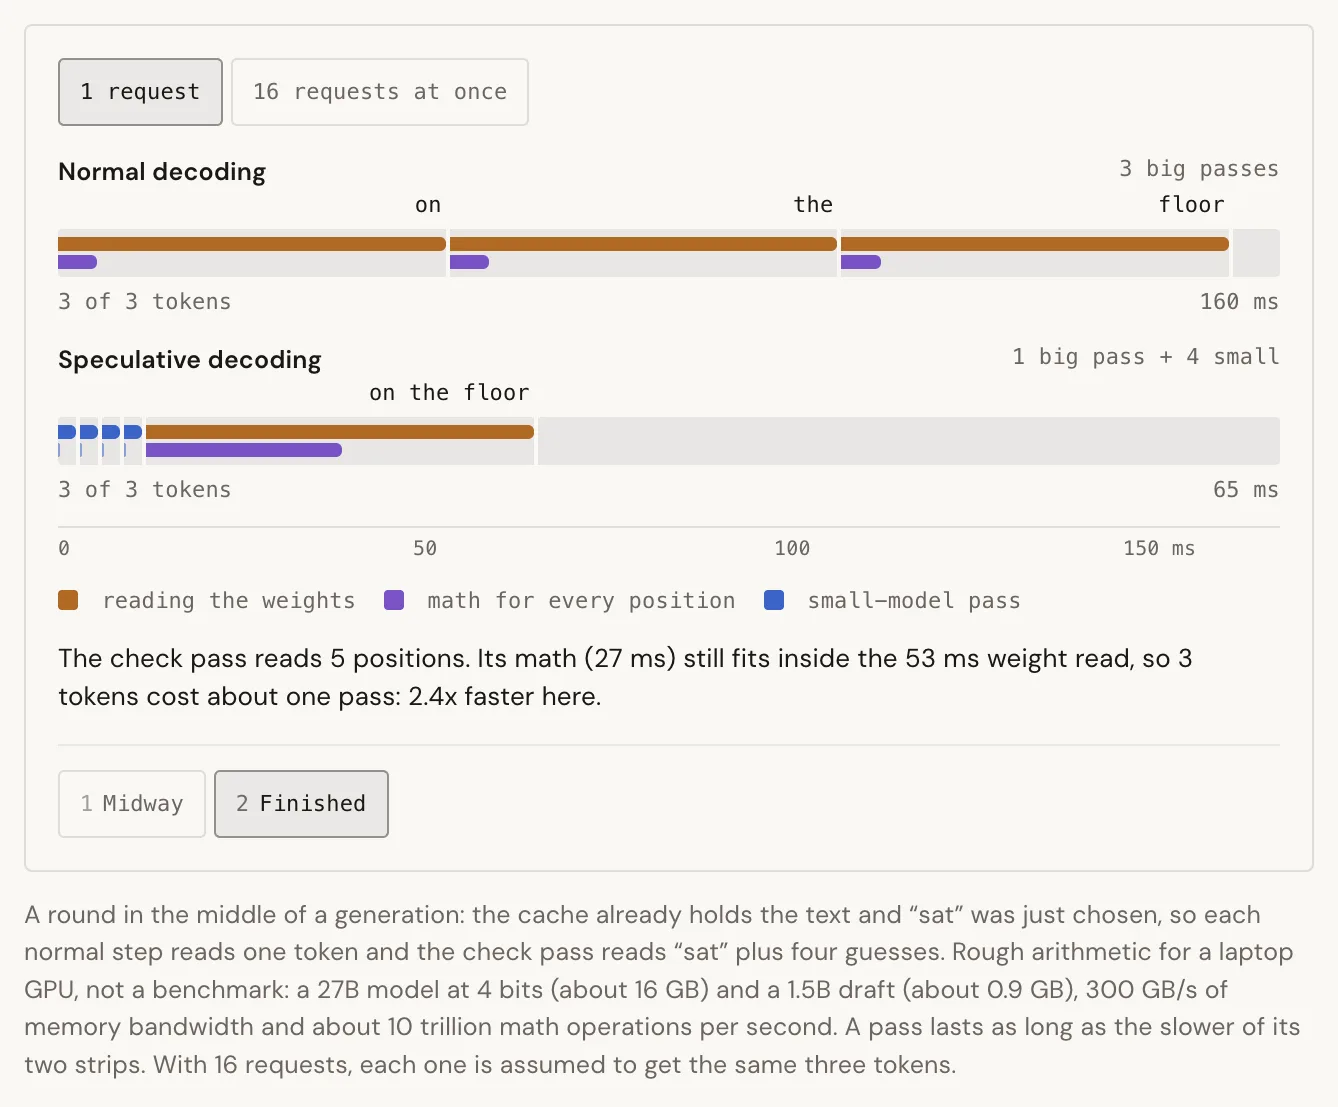 1 request
16 requests at once
Normal decoding
3 big passes
on
the
floor
3 of 3 tokens
160 ms
Speculative decoding
1 big pass + 4 small
on the floor
3 of 3 tokens
65 ms
0
50
100
150 ms
reading the weights
math for every position
small-model pass
The check pass reads 5 positions. Its math (27 ms) still fits inside the 53 ms weight read, so 3
tokens cost about one pass: 2.4x faster here.
1 Midway
2 Finished
A round in the middle of a generation: the cache already holds the text and “sat” was just chosen, so each
normal step reads one token and the check pass reads “sat” plus four guesses. Rough arithmetic for a laptop
GPU, not a benchmark: a 27B model at 4 bits (about 16 GB) and a 1.5B draft (about 0.9 GB), 300 GB/s of
memory bandwidth and about 10 trillion math operations per second. A pass lasts as long as the slower of its
two strips. With 16 requests, each one is assumed to get the same three tokens.